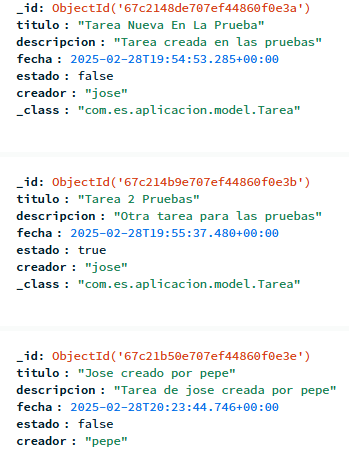 _id: ObjectId('67c2148de707ef44860f0e3a')
titulo : "Tarea Nueva En La Prueba"
descripcion : "Tarea creada en las pruebas"
fecha : 2025-02-28T19:54:53.285+00:00
estado : false
creador : "jose"
_class : "com.es.aplicacion.model.Tarea"
_id: ObjectId('67c214b9e707ef44860f0e3b')
titulo : "Tarea 2 Pruebas"
descripcion : "Otra tarea para las pruebas"
fecha : 2025-02-28T19:55:37.480+00:00
estado : true
creador : "jose"
_class : "com.es.aplicacion.model.Tarea"
_id: ObjectId('67c21b50e707ef44860f0e3e')
titulo : "Jose creado por pepe"
descripcion : "Tarea de jose creada por pepe"
fecha : 2025-02-28T20:23:44.746+00:00
estado : false
creador : "pepe"